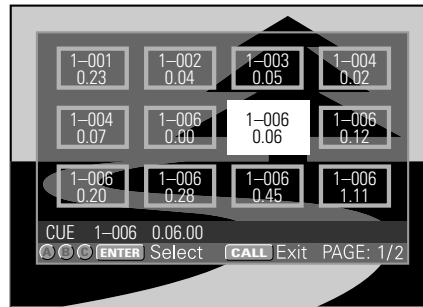 1–001 1–002 1–003 1–004
0.23 0.04 0.05 0.02
1–004 1–006 1–006 1–006
0.07 0.00 0.06 0.12
1–006 1–006 1–006 1–006
0.20 0.28 0.45 1.11
CUE 1–006 0.06.00
A B C ENTER Select CALL Exit PAGE: 1/2